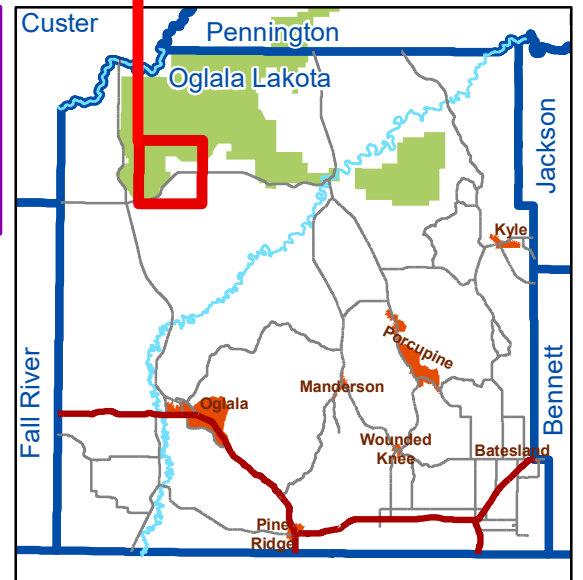 Custer
Pennington
Oglala Lakota
Jackson
Kyle
Porcupine
Fall River
Manderson
Oglala
Bennett
Wounded
Knee
Batesland
Pine
Ridge